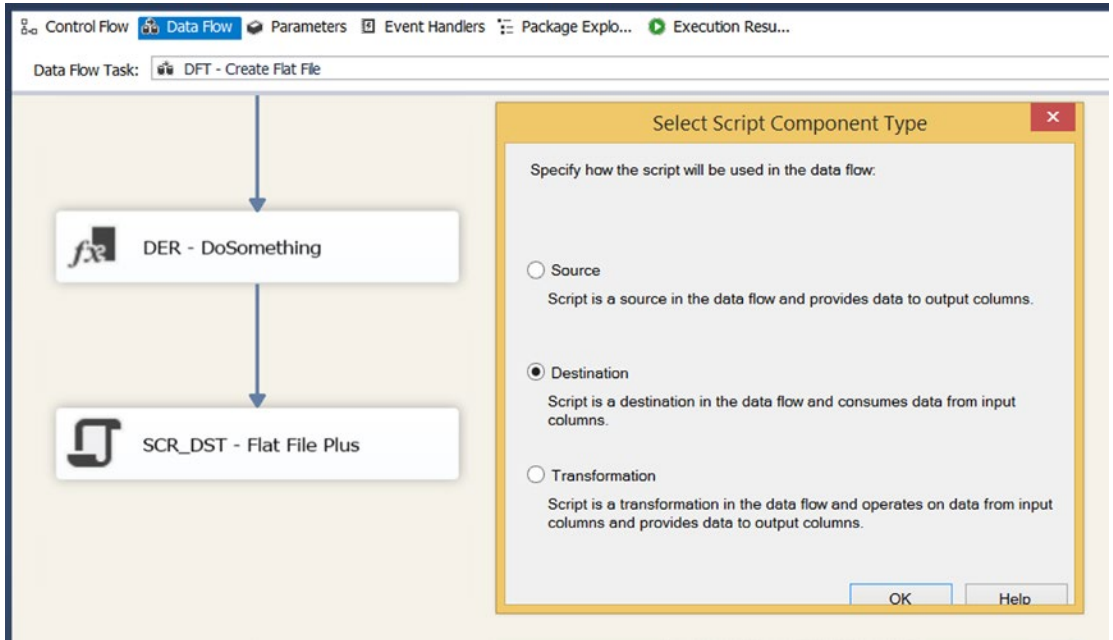 Control Flow Data Flow Parameters Event Handlers Package Explo... Execution Resu...
Data Flow Task: DFT - Create Flat File
Select Script Component Type
Specify how the script will be used in the data flow:
DER - DoSomething
Source
Script is a source in the data flow and provides data to output columns.
Destination
Script is a destination in the data flow and consumes data from input
columns.
SCR_DST - Flat File Plus
Transformation
Script is a transformation in the data flow and operates on data from input
columns and provides data to output columns.
OK Help